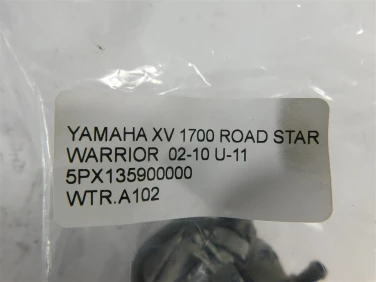 YAMAHA XV 1700 ROAD STAR
WARRIOR 02-10 U-11
5PX135900000
WTR.A102